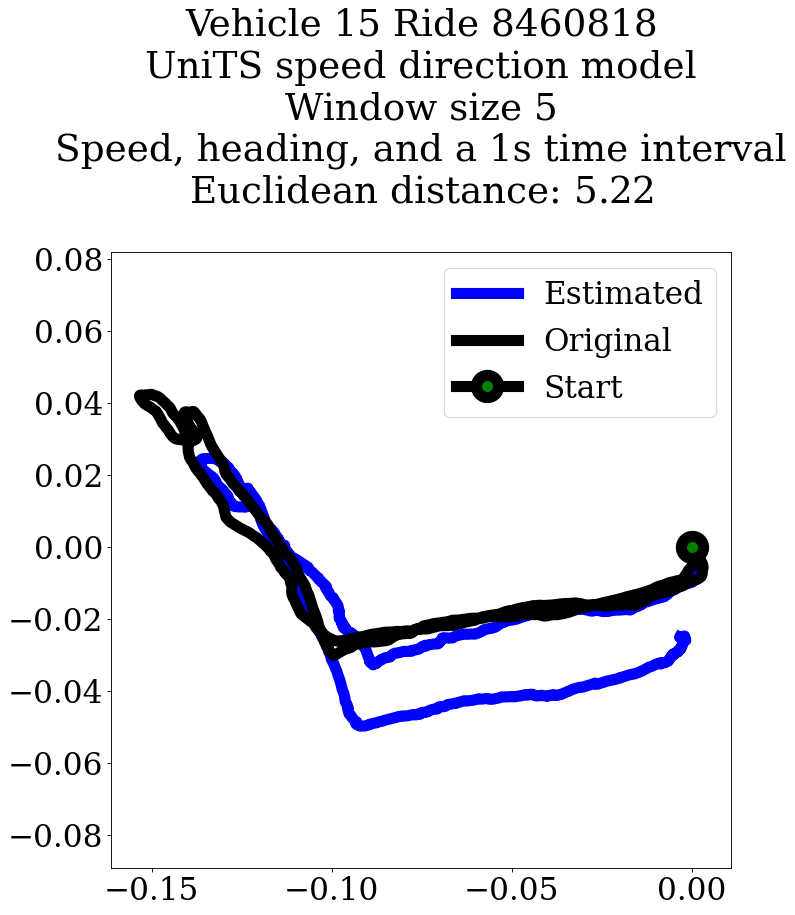 Vehicle 15 Ride 8460818
UniTS speed direction model
Window size 5
Speed, heading, and a 1s time interval
Euclidean distance: 5.22
Estimated
Original
Start
0.08
0.06
0.04
0.02
0.00
−0.02
−0.04
−0.06
−0.08
−0.15
−0.10
−0.05
0.00